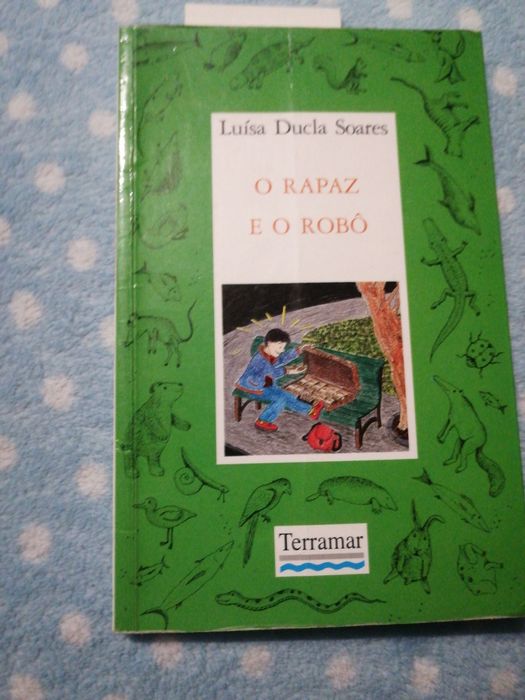 Luísa Ducla Soares
O RAPAZ
E O ROBÔ
Terramar